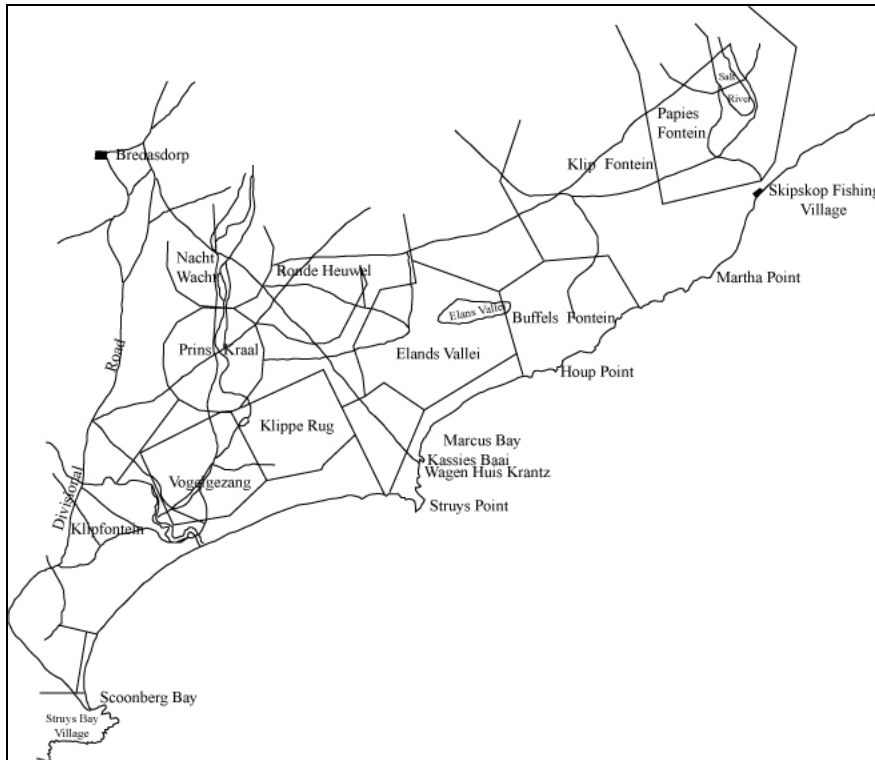 Salt
River
Papies
Fontein
Bredasdorp
Klip Fontein
Skipskop Fishing
Village
Nacht
Wacht
Ronde Heuwel
Martha Point
Elans Vallei
Buffels Fontein
Road
Prins Kraal
Elands Vallei
Houp Point
Klippe Rug
Marcus Bay
Kassies Baai
Wagen Huis Krantz
Divisional
Vogelgezang
Struys Point
Klipfontein
Scoonberg Bay
Struys Bay
Village